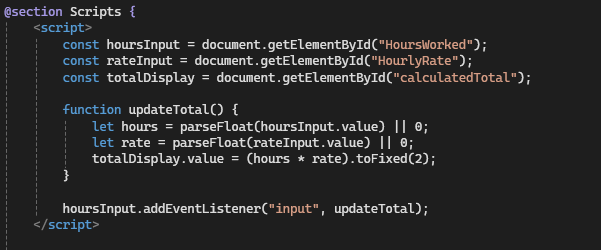 @section Scripts {
<script>
const hoursInput = document.getElementById("HoursWorked");
const rateInput = document.getElementById("HourlyRate");
const totalDisplay = document.getElementById("calculatedTotal");
function updateTotal() {
let hours = parseFloat(hoursInput.value) || 0;
let rate = parseFloat(rateInput.value) || 0;
totalDisplay.value = (hours * rate).toFixed(2);
}
hoursInput.addEventListener("input", updateTotal);
</script>